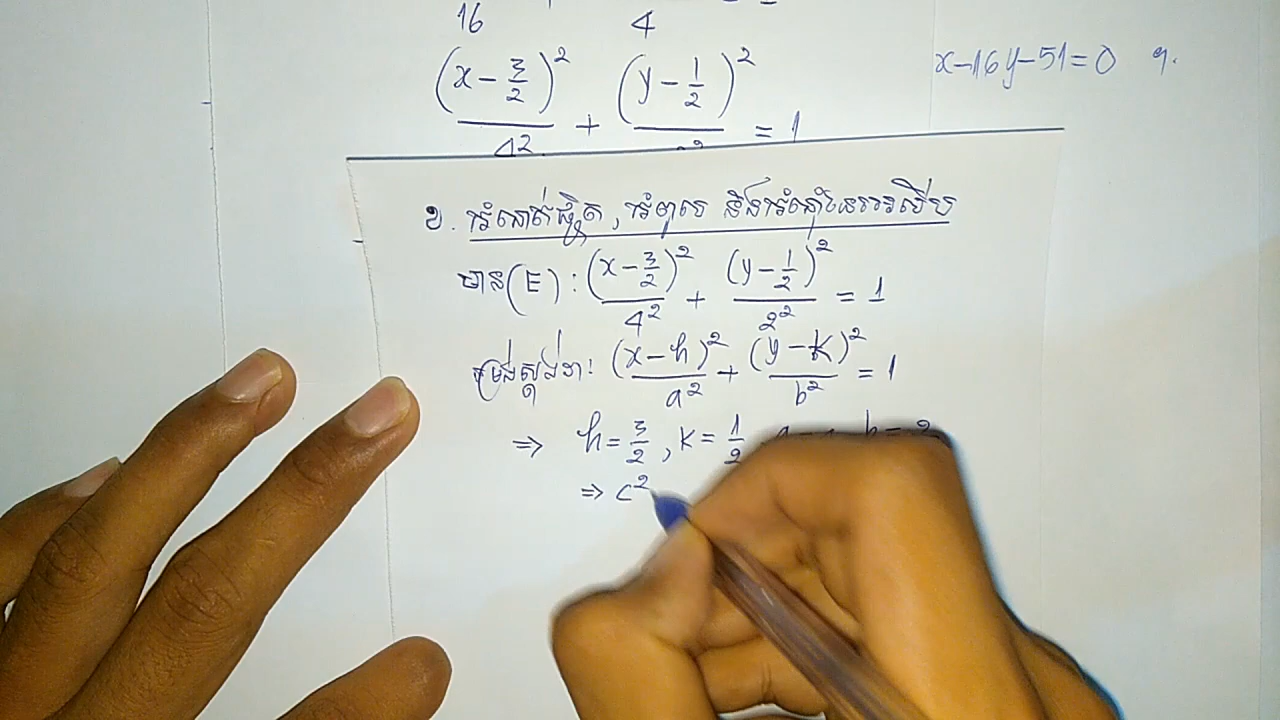 16 4
(x - 3/2)² / 4² + (y - 1/2)² / = 1
x-16y-51=0 ។
ខ. កំណត់ផ្ចិត , កំពូល និងកំណុំនៃអេលីប
មាន (E) : (x - 3/2)² / 4² + (y - 1/2)² / 2² = 1
ទម្រង់ស្តង់ដា: (x-h)² / a² + (y-k)² / b² = 1
⇒ h = 3/2 , k = 1/2
⇒ c²